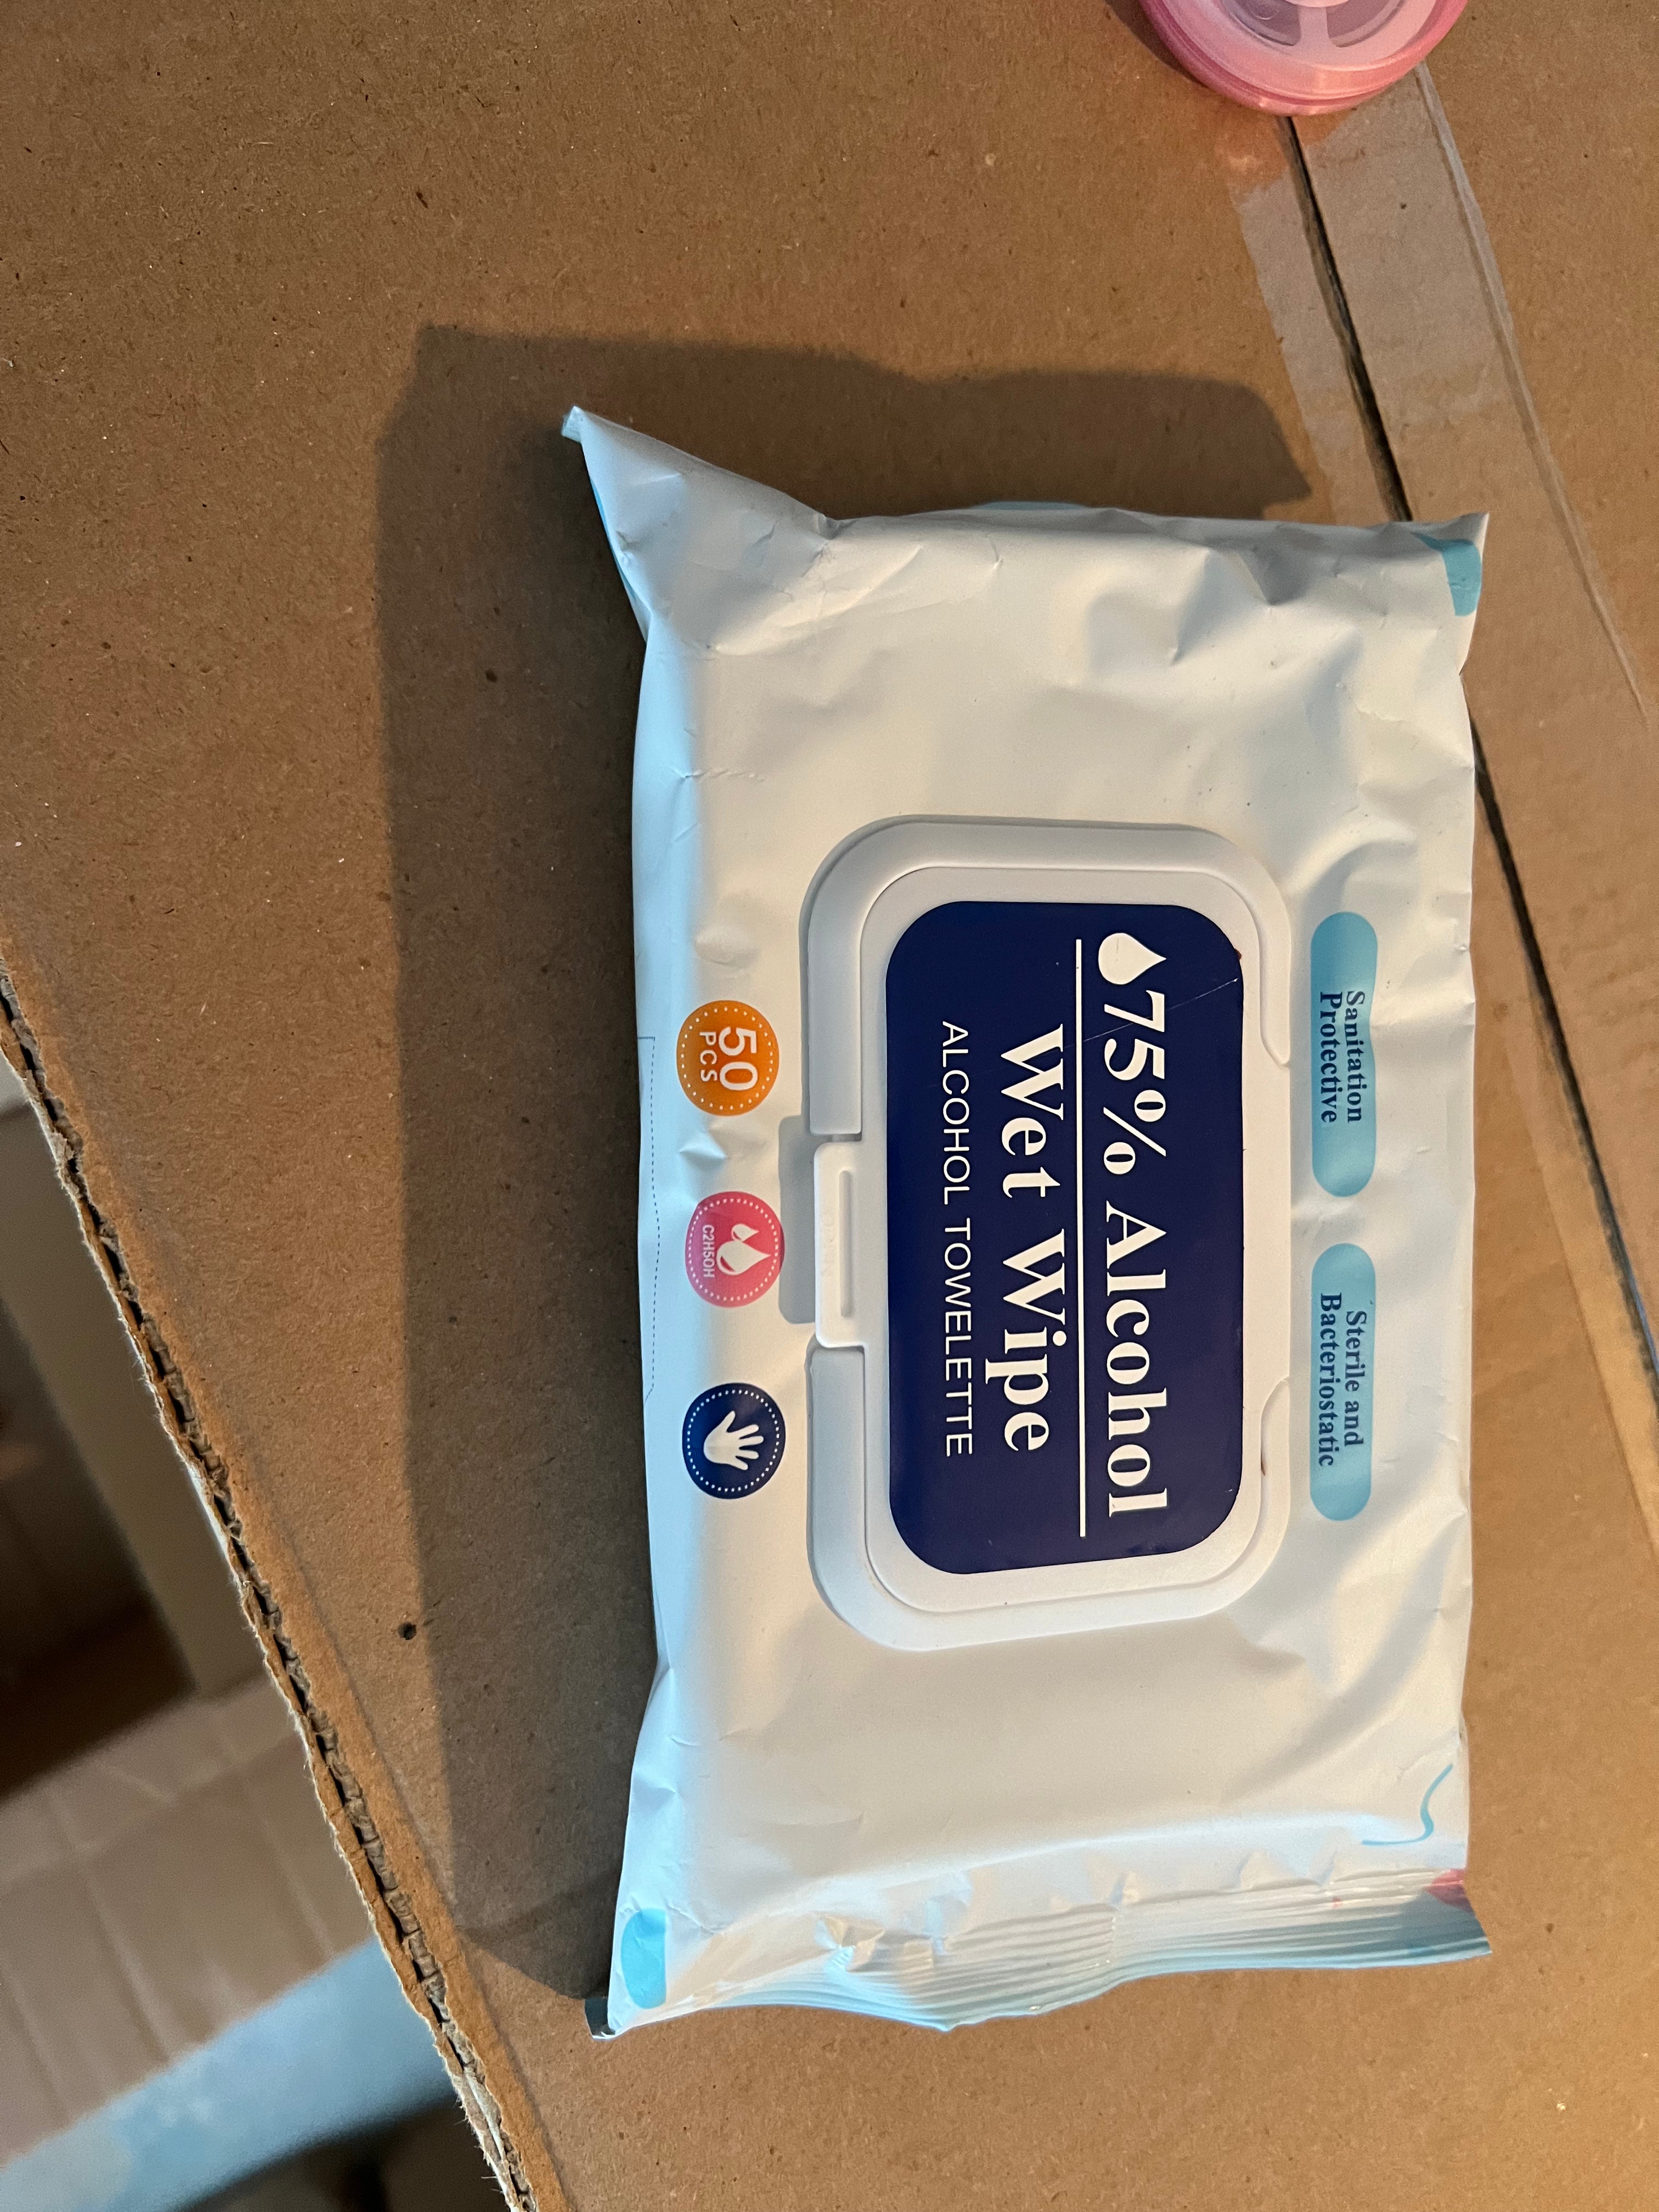 Sanitation
Protective
Sterile and
Bacteriostatic
75% Alcohol
Wet Wipe
ALCOHOL TOWELETTE
50
PCS
C2H5OH